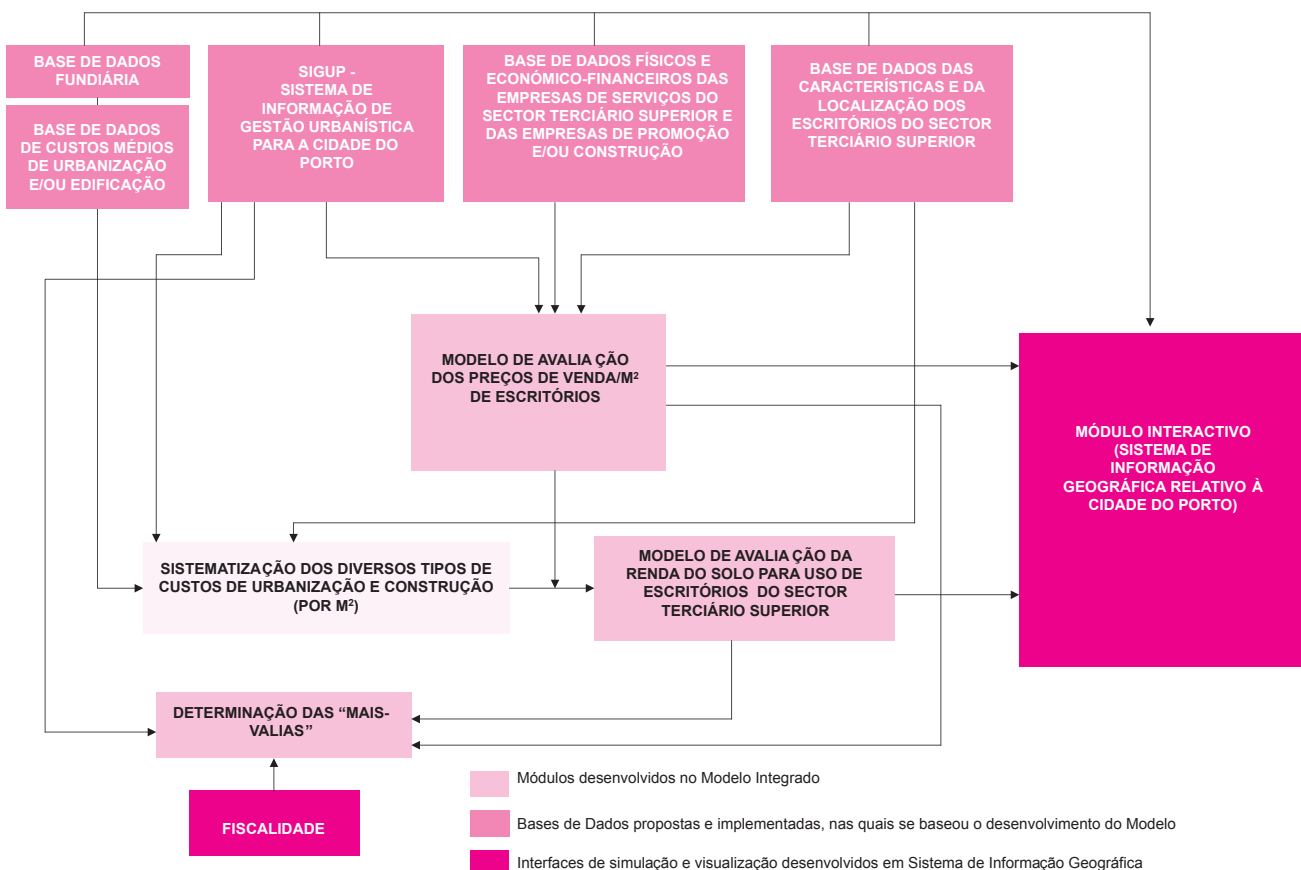 BASE DE DADOS
FUNDIÁRIA
BASE DE DADOS
DE CUSTOS MÉDIOS
DE URBANIZAÇÃO
E/OU EDIFICAÇÃO
SIGUP -
SISTEMA DE
INFORMAÇÃO DE
GESTÃO URBANÍSTICA
PARA A CIDADE DO
PORTO
BASE DE DADOS FÍSICOS E
ECONÓMICO-FINANCEIROS DAS
EMPRESAS DE SERVIÇOS DO
SECTOR TERCIÁRIO SUPERIOR E
DAS EMPRESAS DE PROMOÇÃO
E/OU CONSTRUÇÃO
BASE DE DADOS DAS
CARACTERÍSTICAS E DA
LOCALIZAÇÃO DOS
ESCRITÓRIOS DO SECTOR
TERCIÁRIO SUPERIOR
MODELO DE AVALIA ÇÃO
DOS PREÇOS DE VENDA/M²
DE ESCRITÓRIOS
MÓDULO INTERACTIVO
(SISTEMA DE
INFORMAÇÃO
GEOGRÁFICA RELATIVO À
CIDADE DO PORTO)
SISTEMATIZAÇÃO DOS DIVERSOS TIPOS DE
CUSTOS DE URBANIZAÇÃO E CONSTRUÇÃO
(POR M²)
MODELO DE AVALIA ÇÃO DA
RENDA DO SOLO PARA USO DE
ESCRITÓRIOS DO SECTOR
TERCIÁRIO SUPERIOR
DETERMINAÇÃO DAS “MAIS-
VALIAS”
FISCALIDADE
Módulos desenvolvidos no Modelo Integrado
Bases de Dados propostas e implementadas, nas quais se baseou o desenvolvimento do Modelo
Interfaces de simulação e visualização desenvolvidos em Sistema de Informação Geográfica